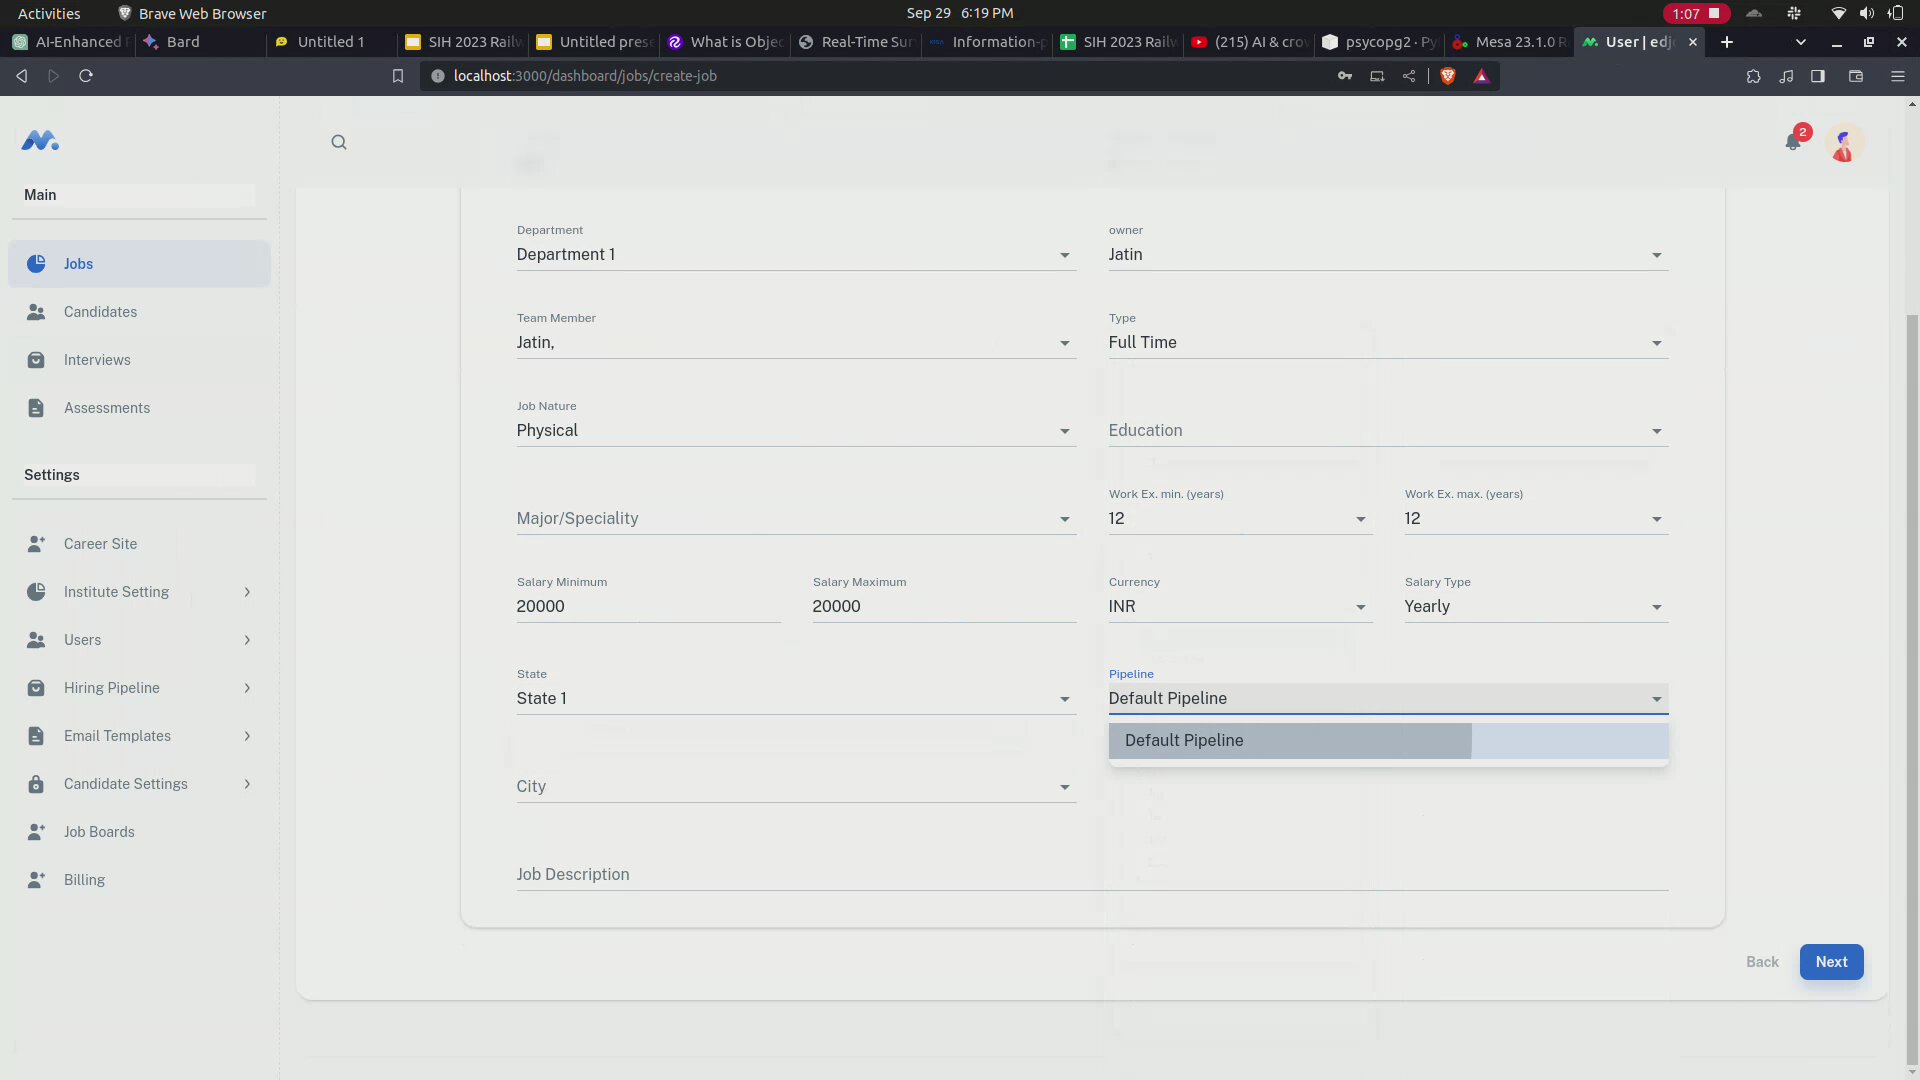 Activities
Brave Web Browser
Sep 29 6:19 PM
1:07
AI-Enhanced
Bard
Untitled 1
SIH 2023 Railw
Untitled prese
What is Objec
Real-Time Sur
Information-p
SIH 2023 Railw
(215) AI & crov
psycopg2 · Py
Mesa 23.1.0 R
User | edj
localhost:3000/dashboard/jobs/create-job
2
Main
Jobs
Candidates
Interviews
Assessments
Settings
Career Site
Institute Setting
Users
Hiring Pipeline
Email Templates
Candidate Settings
Job Boards
Billing
Department
Department 1
owner
Jatin
Team Member
Jatin,
Type
Full Time
Job Nature
Physical
Education
Major/Speciality
Work Ex. min. (years)
12
Work Ex. max. (years)
12
Salary Minimum
20000
Salary Maximum
20000
Currency
INR
Salary Type
Yearly
State
State 1
Pipeline
Default Pipeline
Default Pipeline
City
Job Description
Back
Next